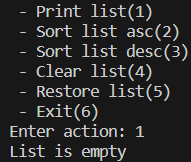 - Print list(1)
- Sort list asc(2)
- Sort list desc(3)
- Clear list(4)
- Restore list(5)
- Exit(6)
Enter action: 1
List is empty